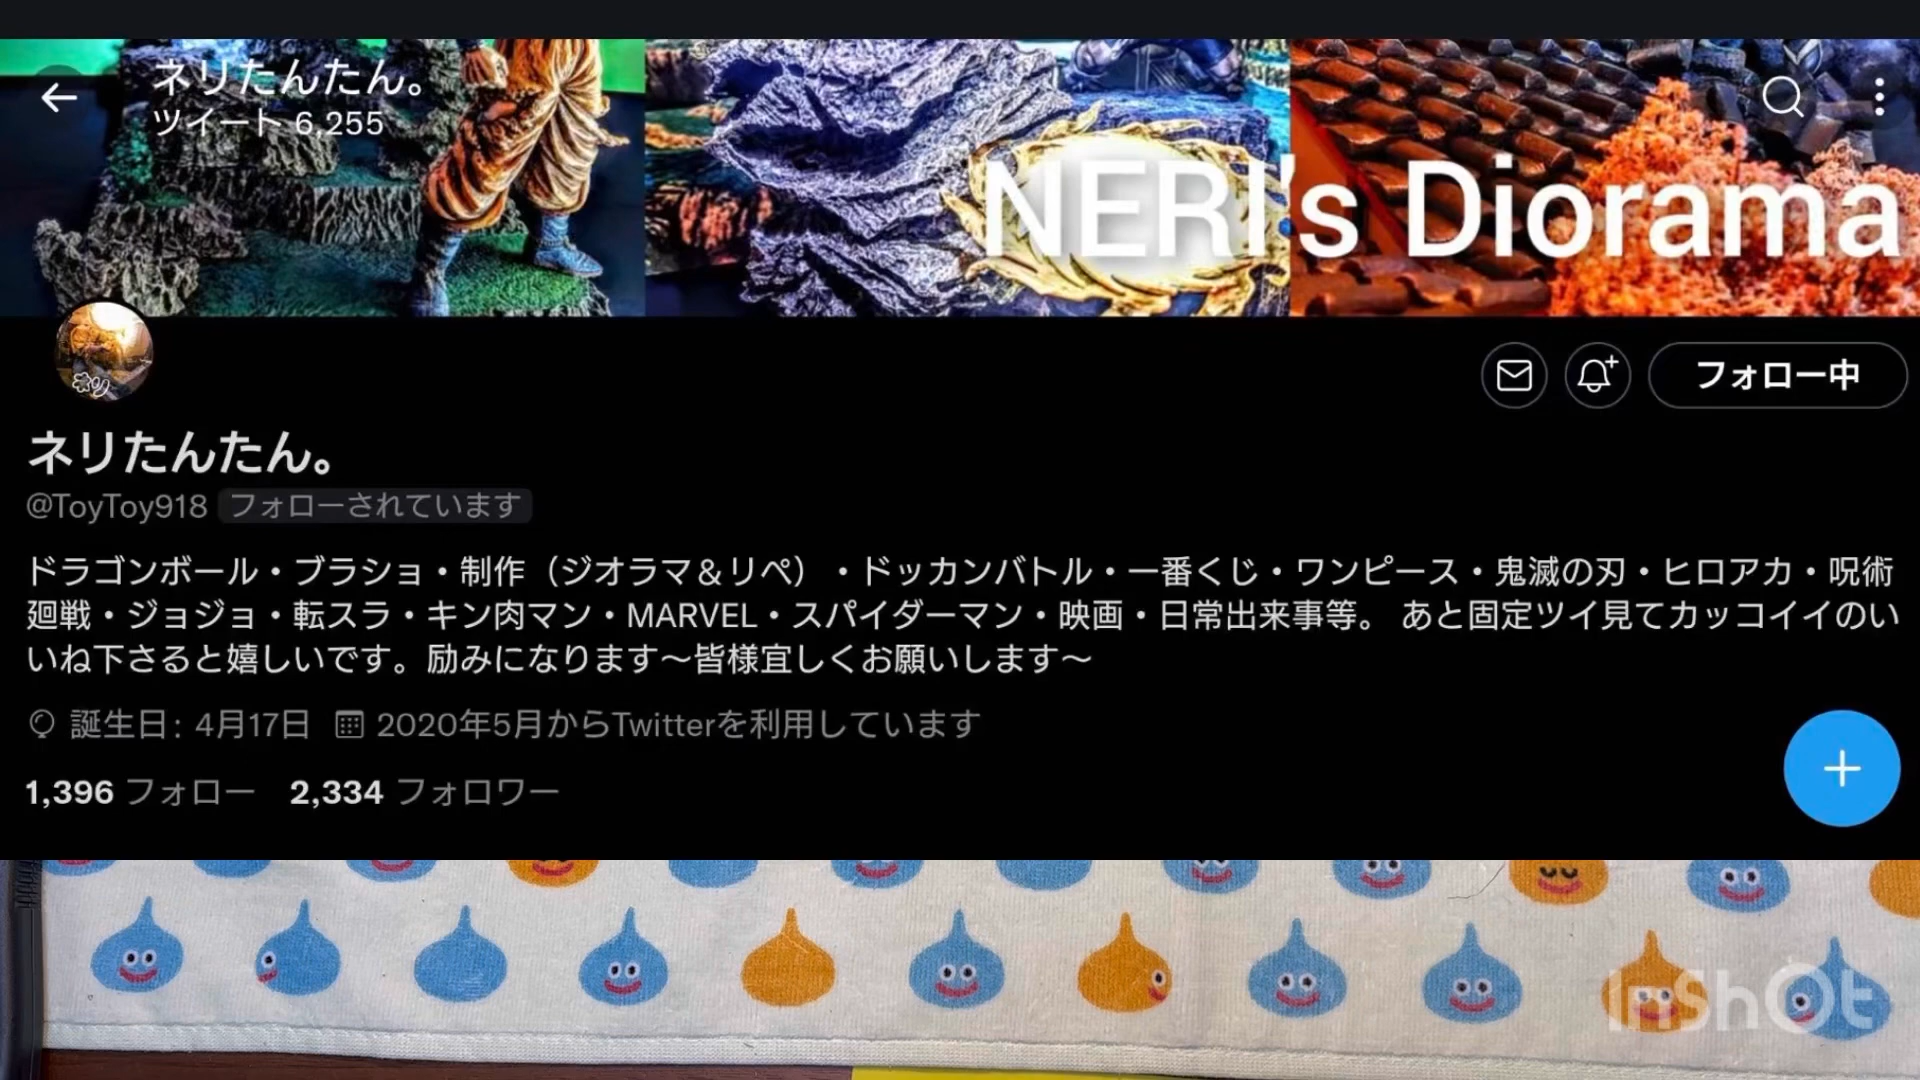 ネリたんたん。
ツイート 6,255
NERI's Diorama
ネリ
フォロー中
ネリたんたん。
@ToyToy918 フォローされています
ドラゴンボール・ブラショ・制作（ジオラマ＆リペ）・ドッカンバトル・一番くじ・ワンピース・鬼滅の刃・ヒロアカ・呪術
廻戦・ジョジョ・転スラ・キン肉マン・MARVEL・スパイダーマン・映画・日常出来事等。 あと固定ツイ見てカッコイイのい
いね下さると嬉しいです。励みになります〜皆様宜しくお願いします〜
誕生日: 4月17日 2020年5月からTwitterを利用しています
1,396 フォロー 2,334 フォロワー
InShOt